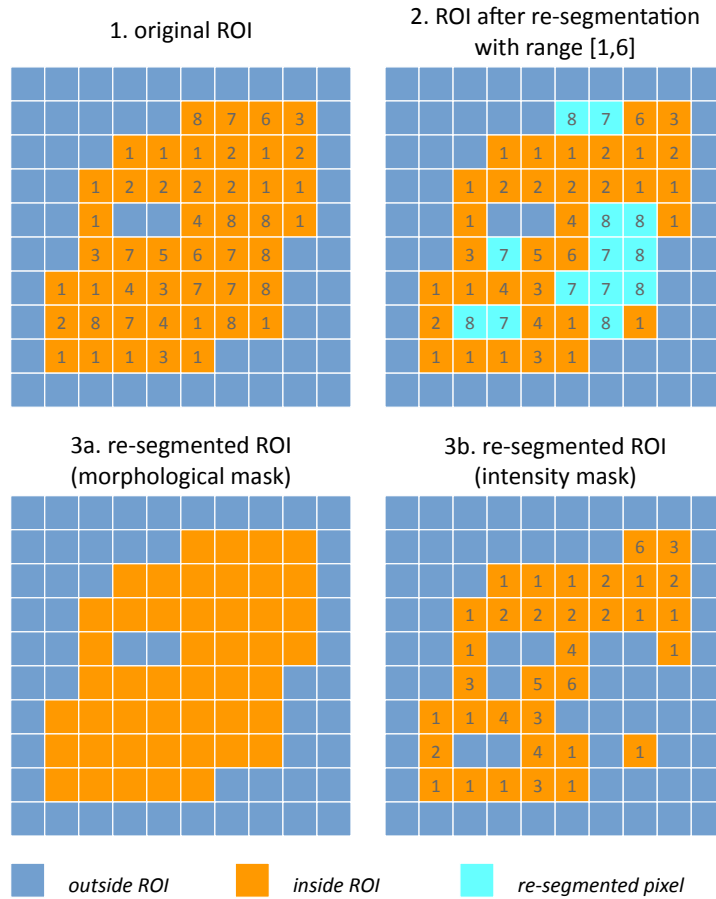 1. original ROI
8 7 6 3
1 1 1 2 1 2
1 2 2 2 2 1 1
1 4 8 8 1
3 7 5 6 7 8
1 1 4 3 7 7 8
2 8 7 4 1 8 1
1 1 1 3 1
2. ROI after re-segmentation
with range [1,6]
8 7 6 3
1 1 1 2 1 2
1 2 2 2 2 1 1
1 4 8 8 1
3 7 5 6 7 8
1 1 4 3 7 7 8
2 8 7 4 1 8 1
1 1 1 3 1
3a. re-segmented ROI
(morphological mask)
3b. re-segmented ROI
(intensity mask)
6 3
1 1 1 2 1 2
1 2 2 2 2 1 1
1 4 1
3 5 6
1 1 4 3
2 4 1 1
1 1 1 3 1
outside ROI
inside ROI
re-segmented pixel